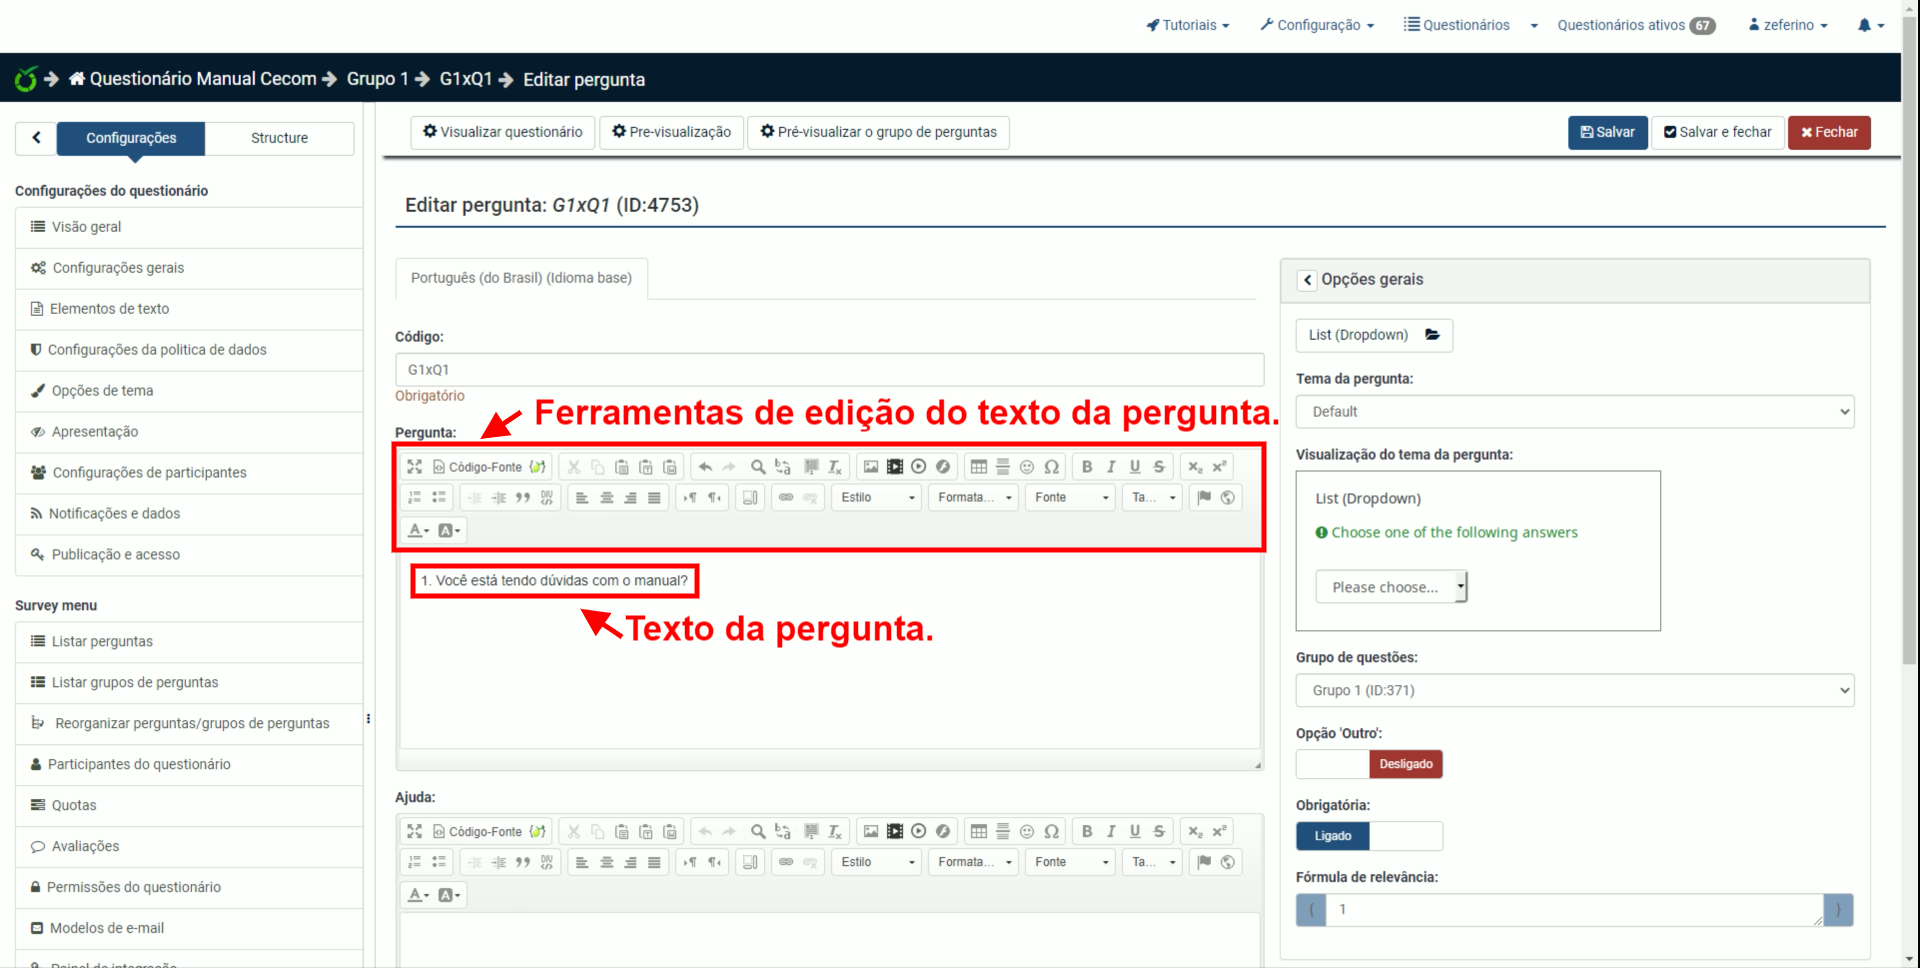 Tutoriais Configuração Questionários Questionários ativos 67 zeferino
Questionário Manual Cecom Grupo 1 G1xQ1 Editar pergunta
Configurações Structure
Visualizar questionário Pre-visualização Pré-visualizar o grupo de perguntas
Salvar Salvar e fechar Fechar
Configurações do questionário
Visão geral
Configurações gerais
Elementos de texto
Configurações da politica de dados
Opções de tema
Apresentação
Configurações de participantes
Notificações e dados
Publicação e acesso
Survey menu
Listar perguntas
Listar grupos de perguntas
Reorganizar perguntas/grupos de perguntas
Participantes do questionário
Quotas
Avaliações
Permissões do questionário
Modelos de e-mail
Painel de integração
Editar pergunta: G1xQ1 (ID:4753)
Português (do Brasil) (Idioma base)
Código:
G1xQ1
Obrigatório
Ferramentas de edição do texto da pergunta.
Pergunta:
Código-Fonte
B I U S x₂ x²
Estilo Formata... Fonte Ta...
A A
1. Você está tendo dúvidas com o manual?
Texto da pergunta.
Ajuda:
Código-Fonte
B I U S x₂ x²
Estilo Formata... Fonte Ta...
A A
Opções gerais
List (Dropdown)
Tema da pergunta:
Default
Visualização do tema da pergunta:
List (Dropdown)
Choose one of the following answers
Please choose...
Grupo de questões:
Grupo 1 (ID:371)
Opção 'Outro':
Desligado
Obrigatória:
Ligado
Fórmula de relevância:
{ 1 }